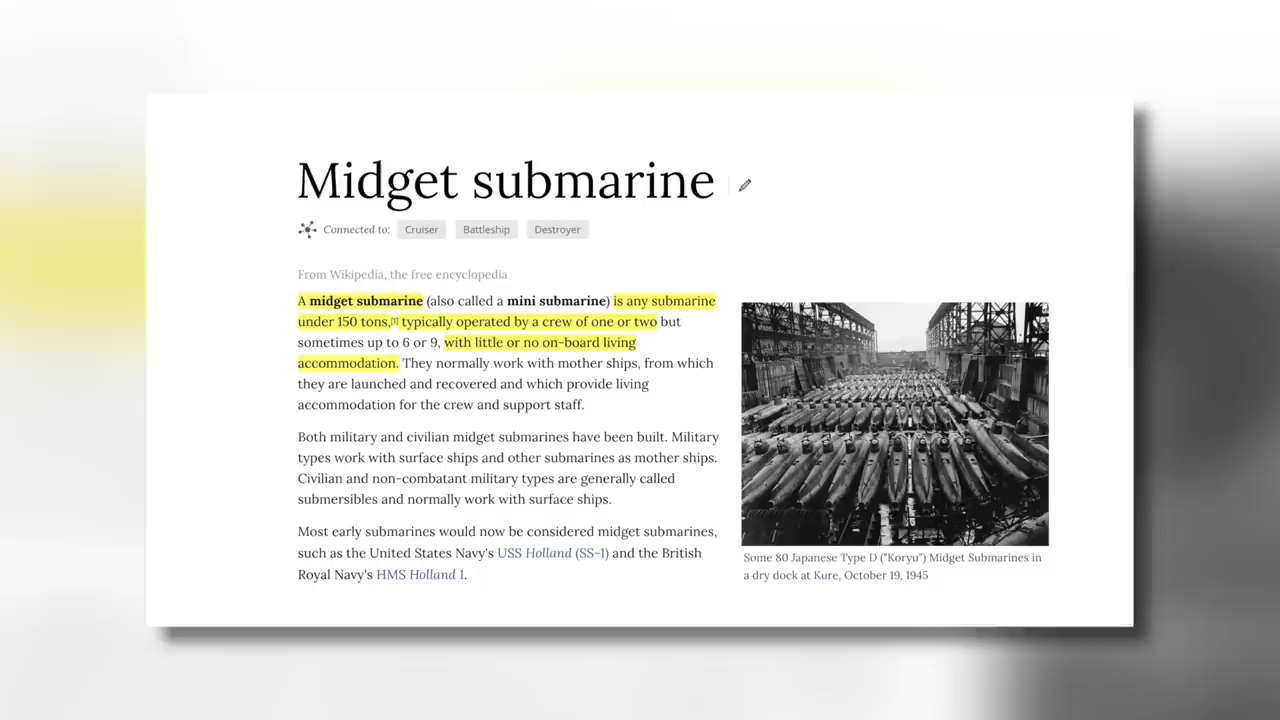 Midget submarine
Connected to: Cruiser Battleship Destroyer
From Wikipedia, the free encyclopedia
A midget submarine (also called a mini submarine) is any submarine
under 150 tons, typically operated by a crew of one or two but
sometimes up to 6 or 9, with little or no on-board living
accommodation. They normally work with mother ships, from which
they are launched and recovered and which provide living
accommodation for the crew and support staff.
Both military and civilian midget submarines have been built. Military
types work with surface ships and other submarines as mother ships.
Civilian and non-combatant military types are generally called
submersibles and normally work with surface ships.
Most early submarines would now be considered midget submarines,
such as the United States Navy's USS Holland (SS-1) and the British
Royal Navy's HMS Holland 1.
Some 80 Japanese Type D ("Koryu") Midget Submarines in
a dry dock at Kure, October 19, 1945